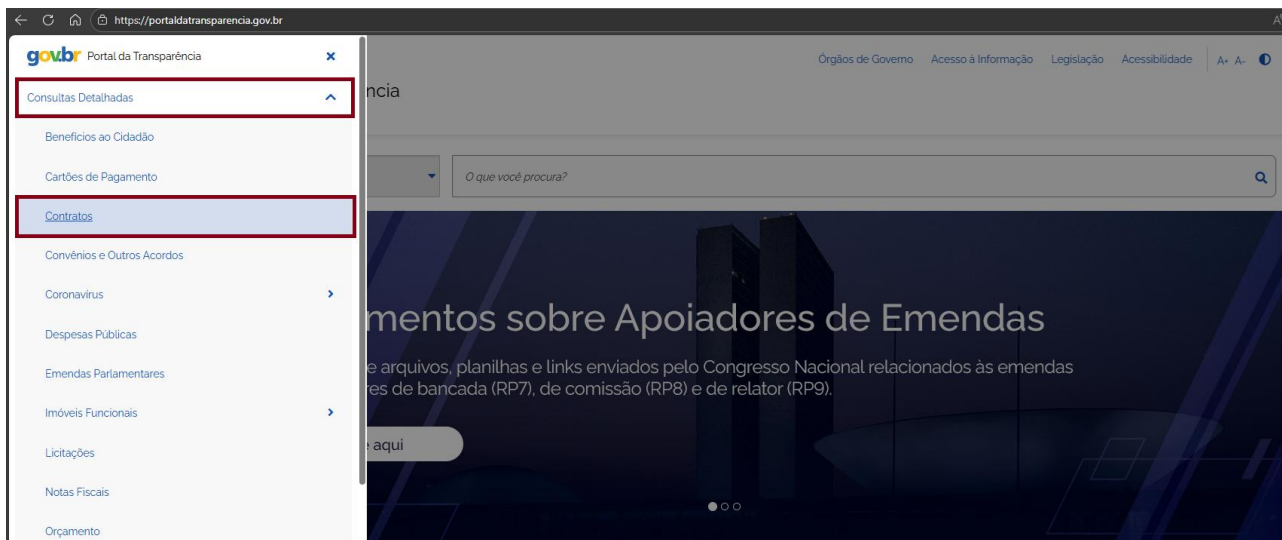 https://portaldatransparencia.gov.br
gov.br Portal da Transparência
Órgãos de Governo Acesso à Informação Legislação Acessibilidade A+ A-
Consultas Detalhadas
ncia
Benefícios ao Cidadão
Cartões de Pagamento
O que você procura?
Contratos
Convênios e Outros Acordos
Coronavírus
mentos sobre Apoiadores de Emendas
Despesas Públicas
e arquivos, planilhas e links enviados pelo Congresso Nacional relacionados às emendas
Emendas Parlamentares
res de bancada (RP7), de comissão (RP8) e de relator (RP9).
Imóveis Funcionais
e aqui
Licitações
Notas Fiscais
Orçamento